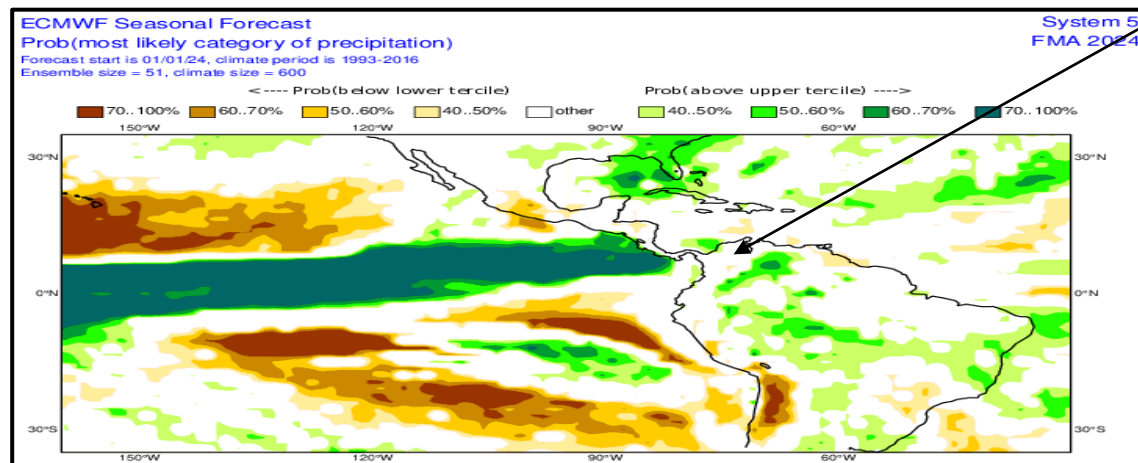 ECMWF Seasonal Forecast
System 5
Prob(most likely category of precipitation)
FMA 2024
Forecast start is 01/01/24, climate period is 1993-2016
Ensemble size = 51, climate size = 600
<---- Prob(below lower tercile)
Prob(above upper tercile) ---->
70..100%
60..70%
50..60%
40..50%
other
40..50%
50..60%
60..70%
70..100%
150°W
120°W
90°W
60°W
30°N
30°N
0°N
0°N
30°S
30°S
150°W
120°W
90°W
60°W